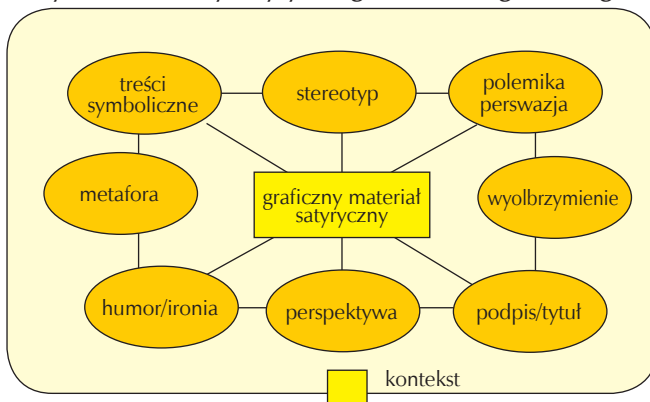 treści
symboliczne
stereotyp
polemika
perswazja
metafora
graficzny materiał
satyryczny
wyolbrzymienie
humor/ironia
perspektywa
podpis/tytuł
kontekst